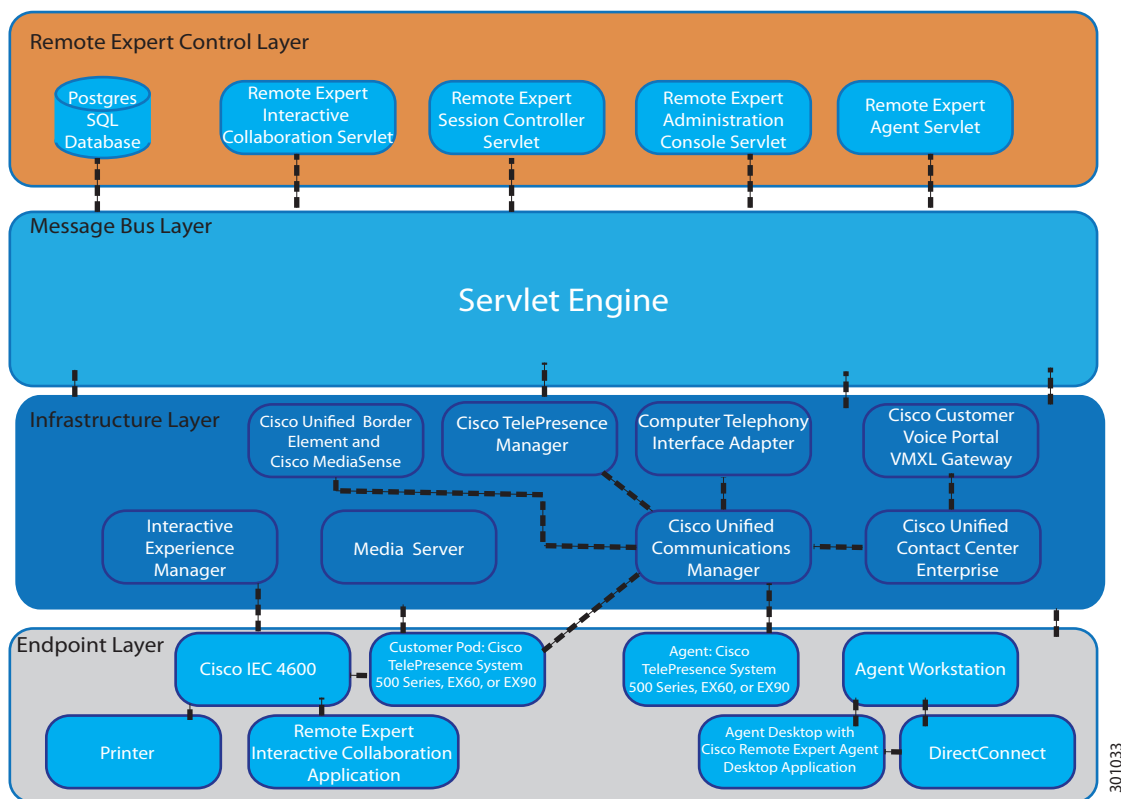 Remote Expert Control Layer
Postgres
SQL
Database
Remote Expert
Interactive
Collaboration Servlet
Remote Expert
Session Controller
Servlet
Remote Expert
Administration
Console Servlet
Remote Expert
Agent Servlet
Message Bus Layer
Servlet Engine
Infrastructure Layer
Cisco Unified Border
Element and
Cisco MediaSense
Cisco TelePresence
Manager
Computer Telephony
Interface Adapter
Cisco Customer
Voice Portal
VMXL Gateway
Interactive
Experience
Manager
Media Server
Cisco Unified
Communications
Manager
Cisco Unified
Contact Center
Enterprise
Endpoint Layer
Cisco IEC 4600
Customer Pod: Cisco
TelePresence System
500 Series, EX60, or EX90
Agent: Cisco
TelePresence System
500 Series, EX60, or EX90
Agent Workstation
Printer
Remote Expert
Interactive Collaboration
Application
Agent Desktop with
Cisco Remote Expert Agent
Desktop Application
DirectConnect
301033